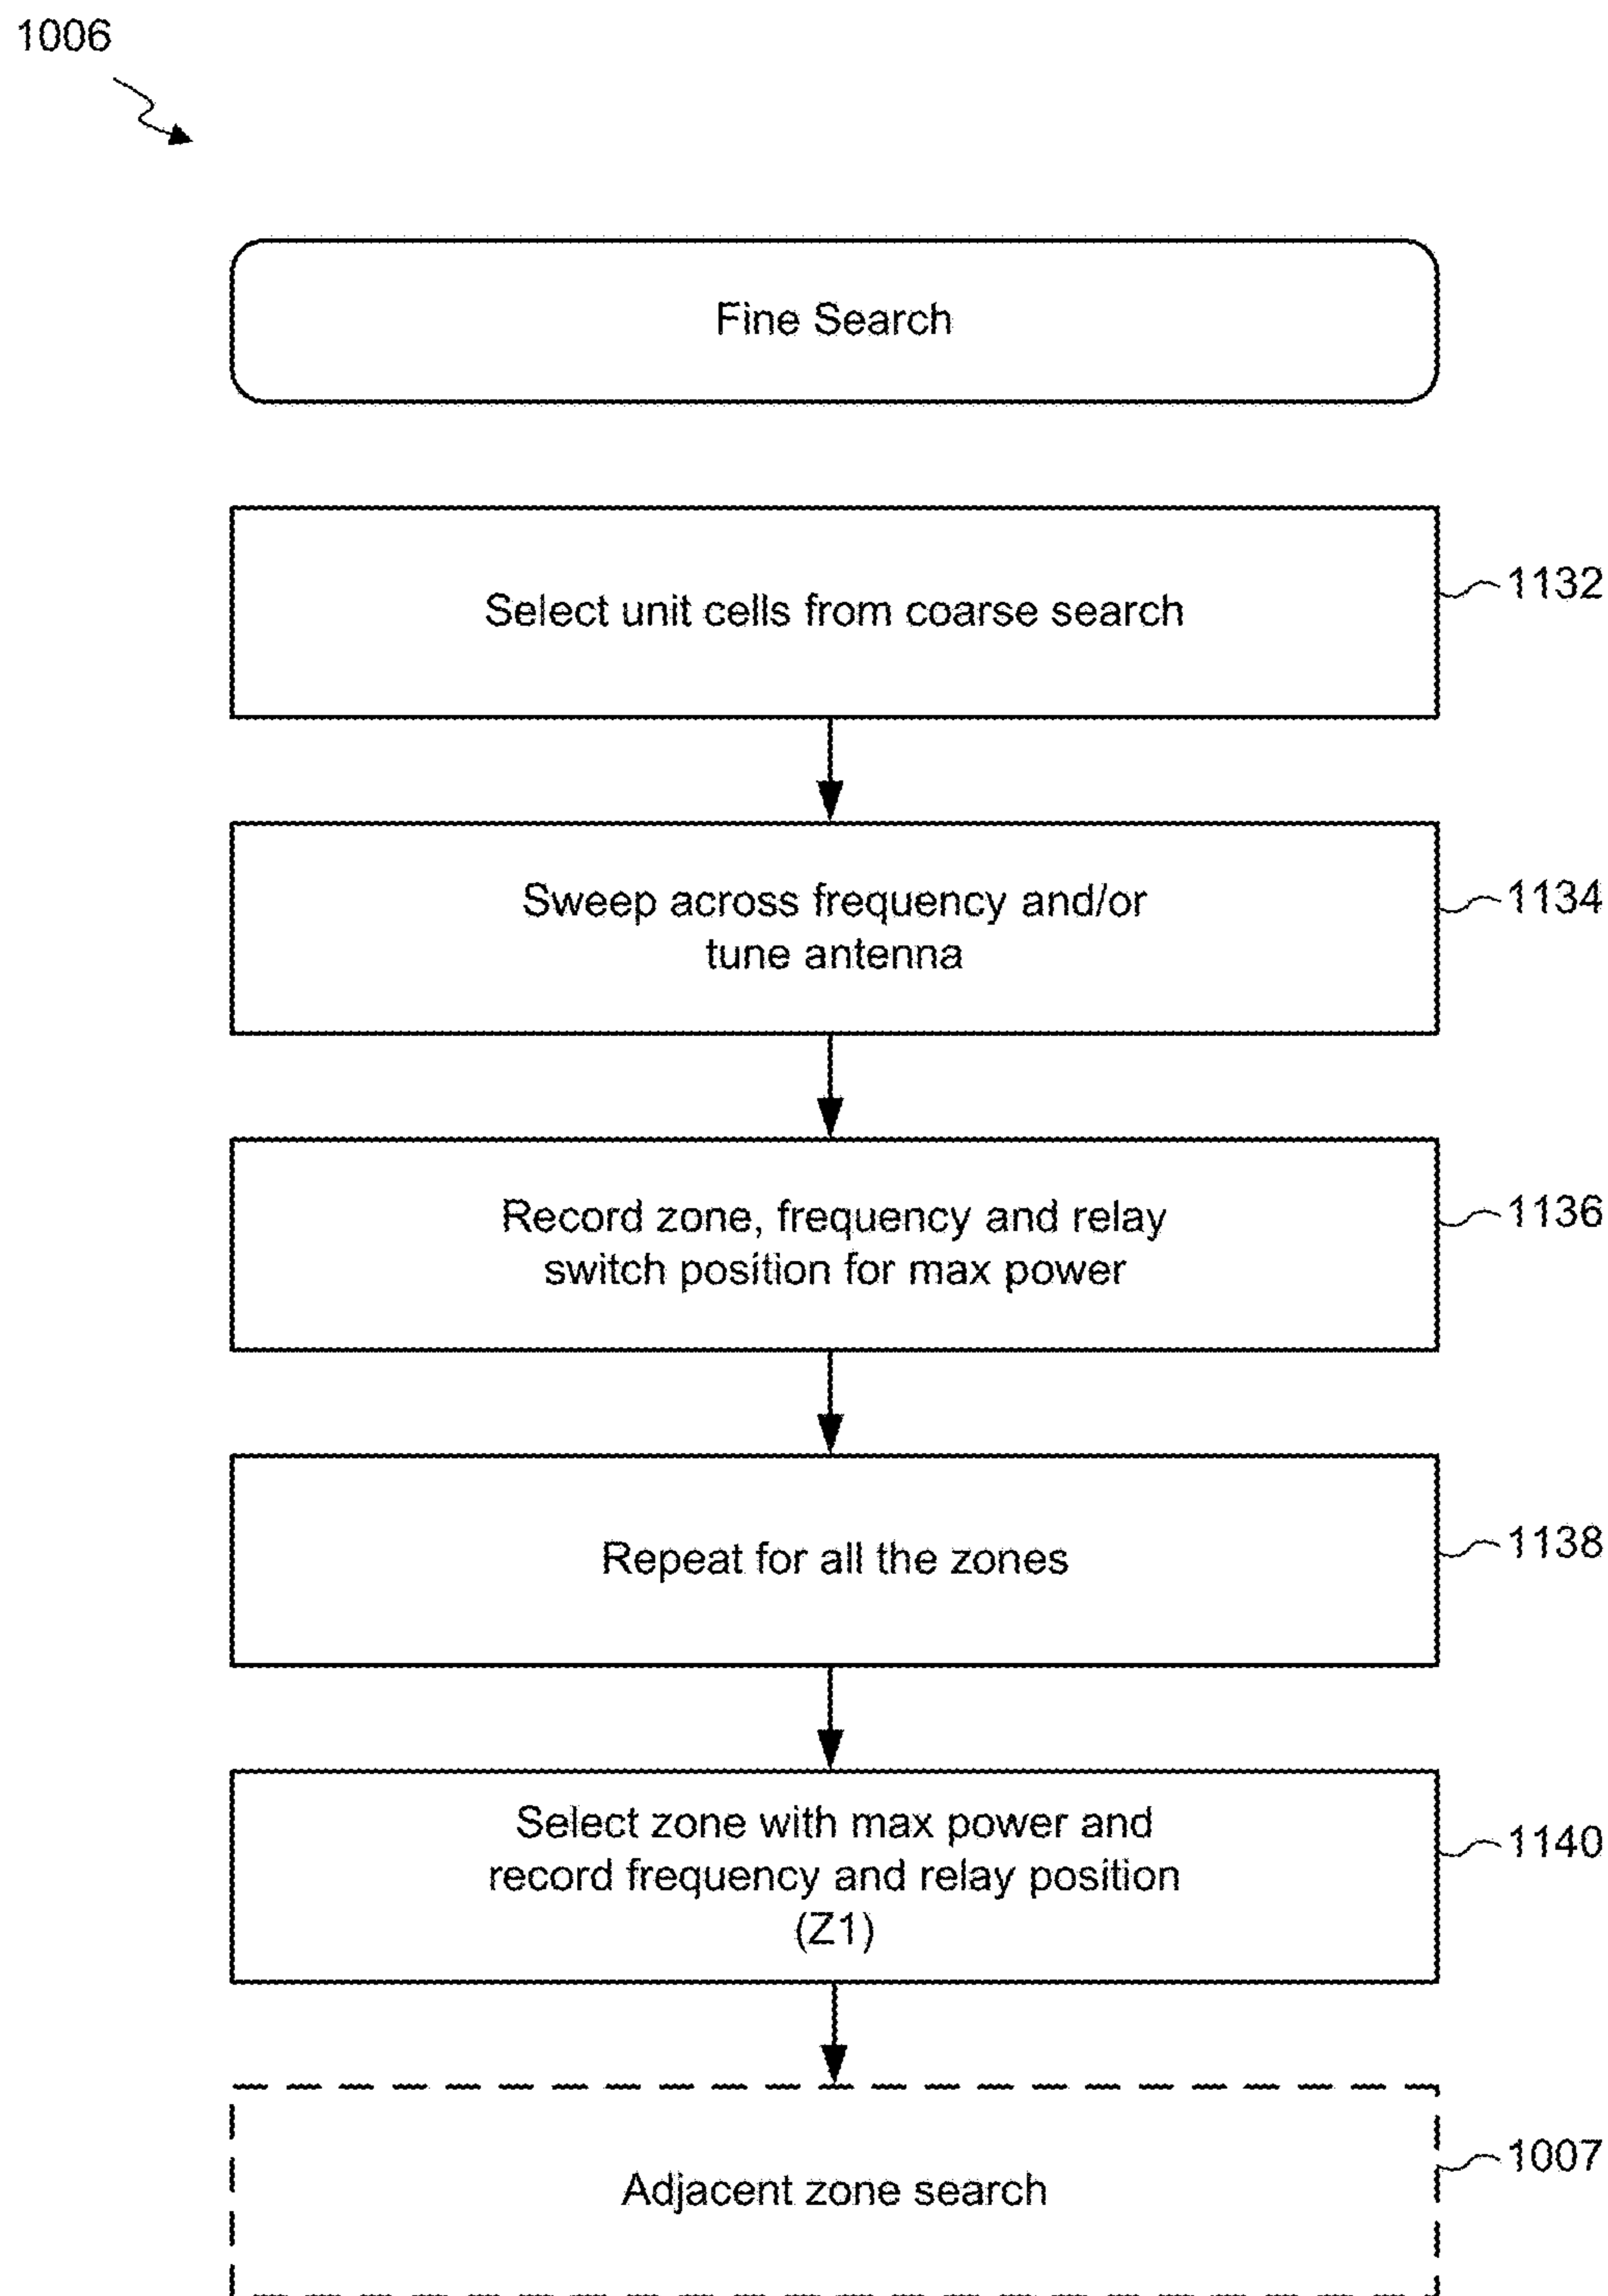 1006
Fine Search
Select unit cells from coarse search
1132
Sweep across frequency and/or
tune antenna
1134
Record zone, frequency and relay
switch position for max power
1136
Repeat for all the zones
1138
Select zone with max power and
record frequency and relay position
(Z1)
1140
Adjacent zone search
1007